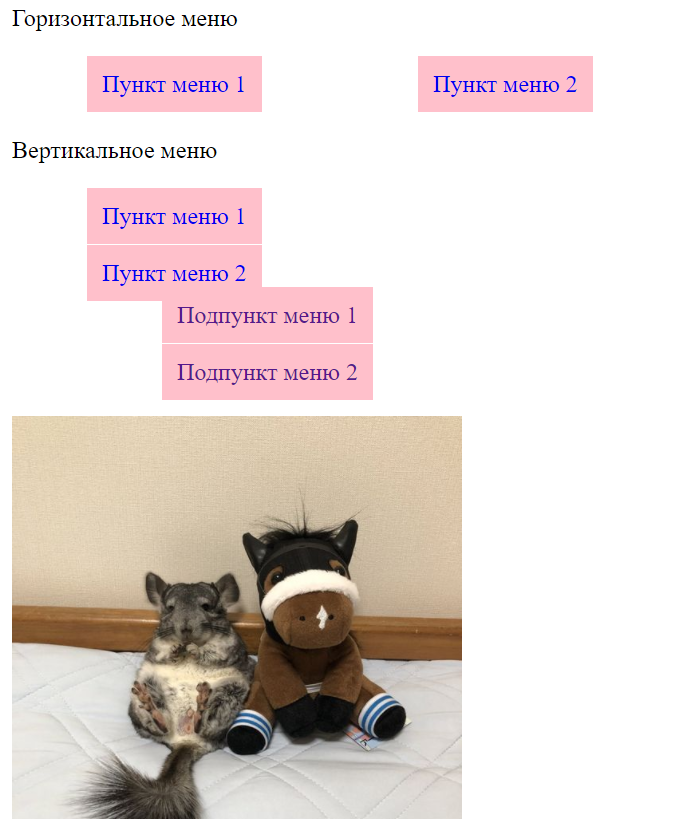 Горизонтальное меню
Пункт меню 1 Пункт меню 2
Вертикальное меню
Пункт меню 1
Пункт меню 2
Подпункт меню 1
Подпункт меню 2